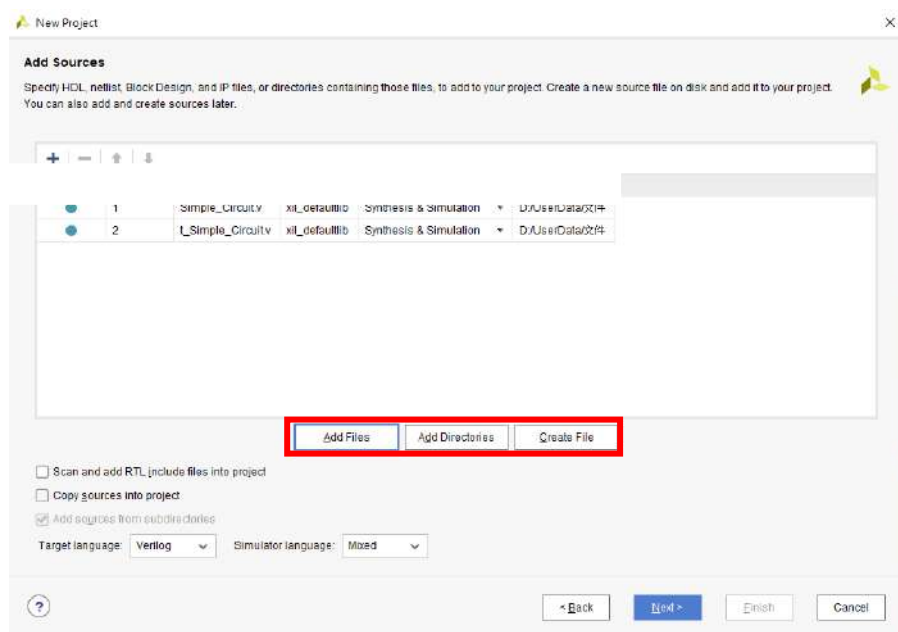 New Project
Add Sources
Specify HDL, netlist, Block Design, and IP files, or directories containing those files, to add to your project. Create a new source file on disk and add it to your project.
You can also add and create sources later.
1 Simple_Circuit.v xil_defaultlib Synthesis & Simulation D:/UserData/文件
2 t_Simple_Circuit.v xil_defaultlib Synthesis & Simulation D:/UserData/文件
Add Files Add Directories Create File
Scan and add RTL include files into project
Copy sources into project
Add sources from subdirectories
Target language: Verilog Simulator language: Mixed
? < Back Next > Finish Cancel